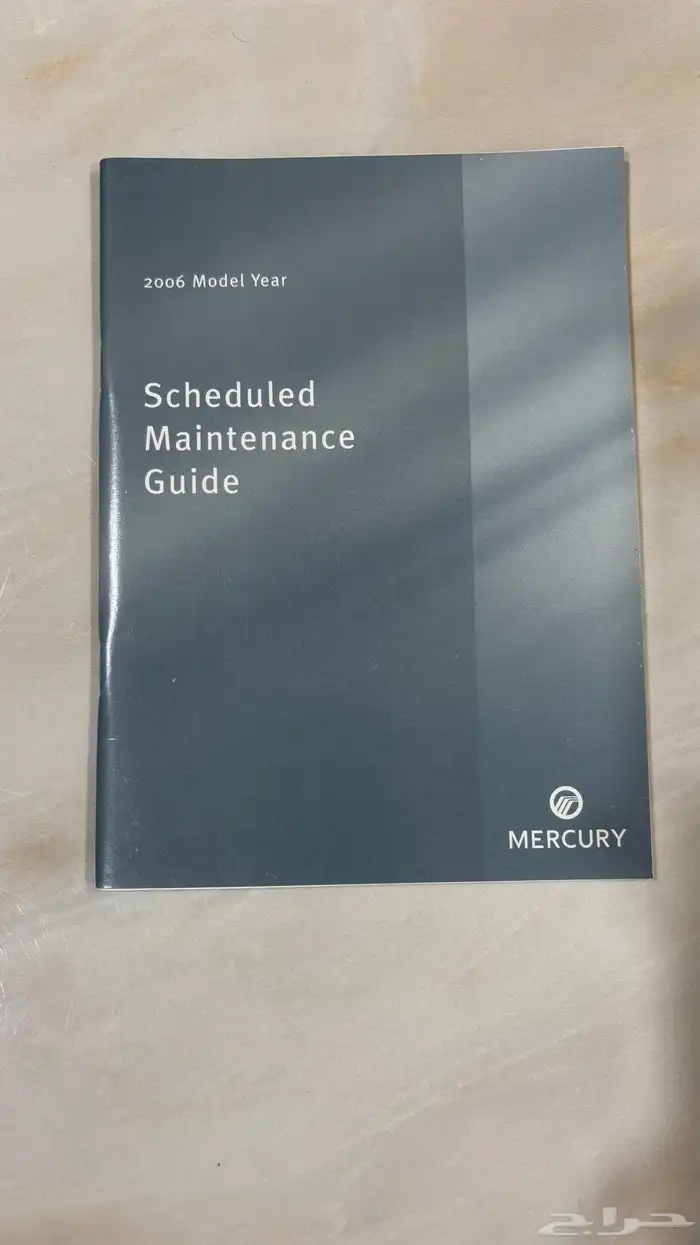 2006 Model Year
Scheduled
Maintenance
Guide
MERCURY
حراج